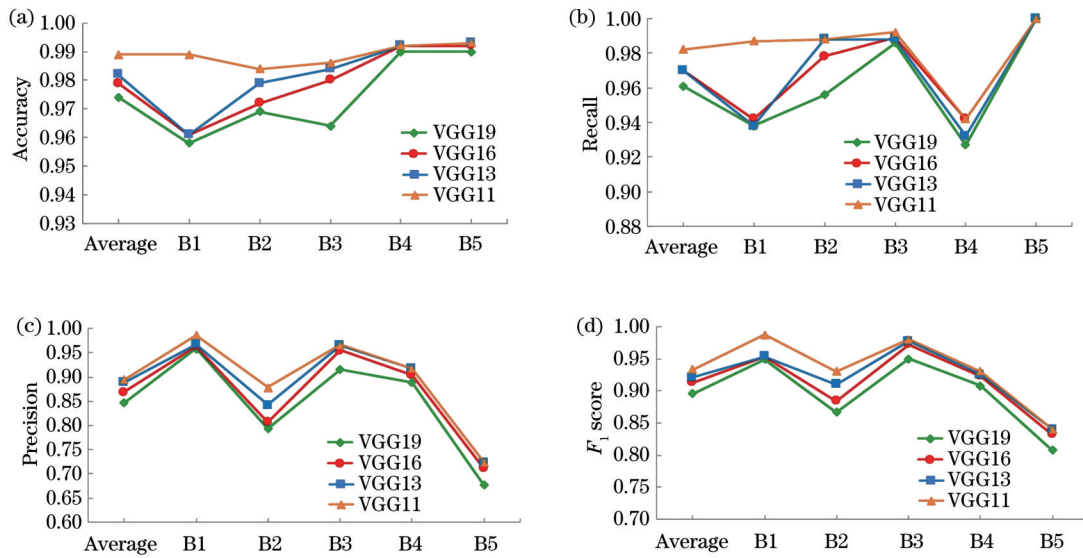 (a)
1.00
0.99
0.98
0.97
0.96
0.95
0.94
0.93
Accuracy
VGG19
VGG16
VGG13
VGG11
Average B1 B2 B3 B4 B5
(b)
1.00
0.98
0.96
0.94
0.92
0.90
0.88
Recall
VGG19
VGG16
VGG13
VGG11
Average B1 B2 B3 B4 B5
(c)
1.00
0.95
0.90
0.85
0.80
0.75
0.70
0.65
0.60
Precision
VGG19
VGG16
VGG13
VGG11
Average B1 B2 B3 B4 B5
(d)
1.00
0.95
0.90
0.85
0.80
0.75
0.70
F1 score
VGG19
VGG16
VGG13
VGG11
Average B1 B2 B3 B4 B5